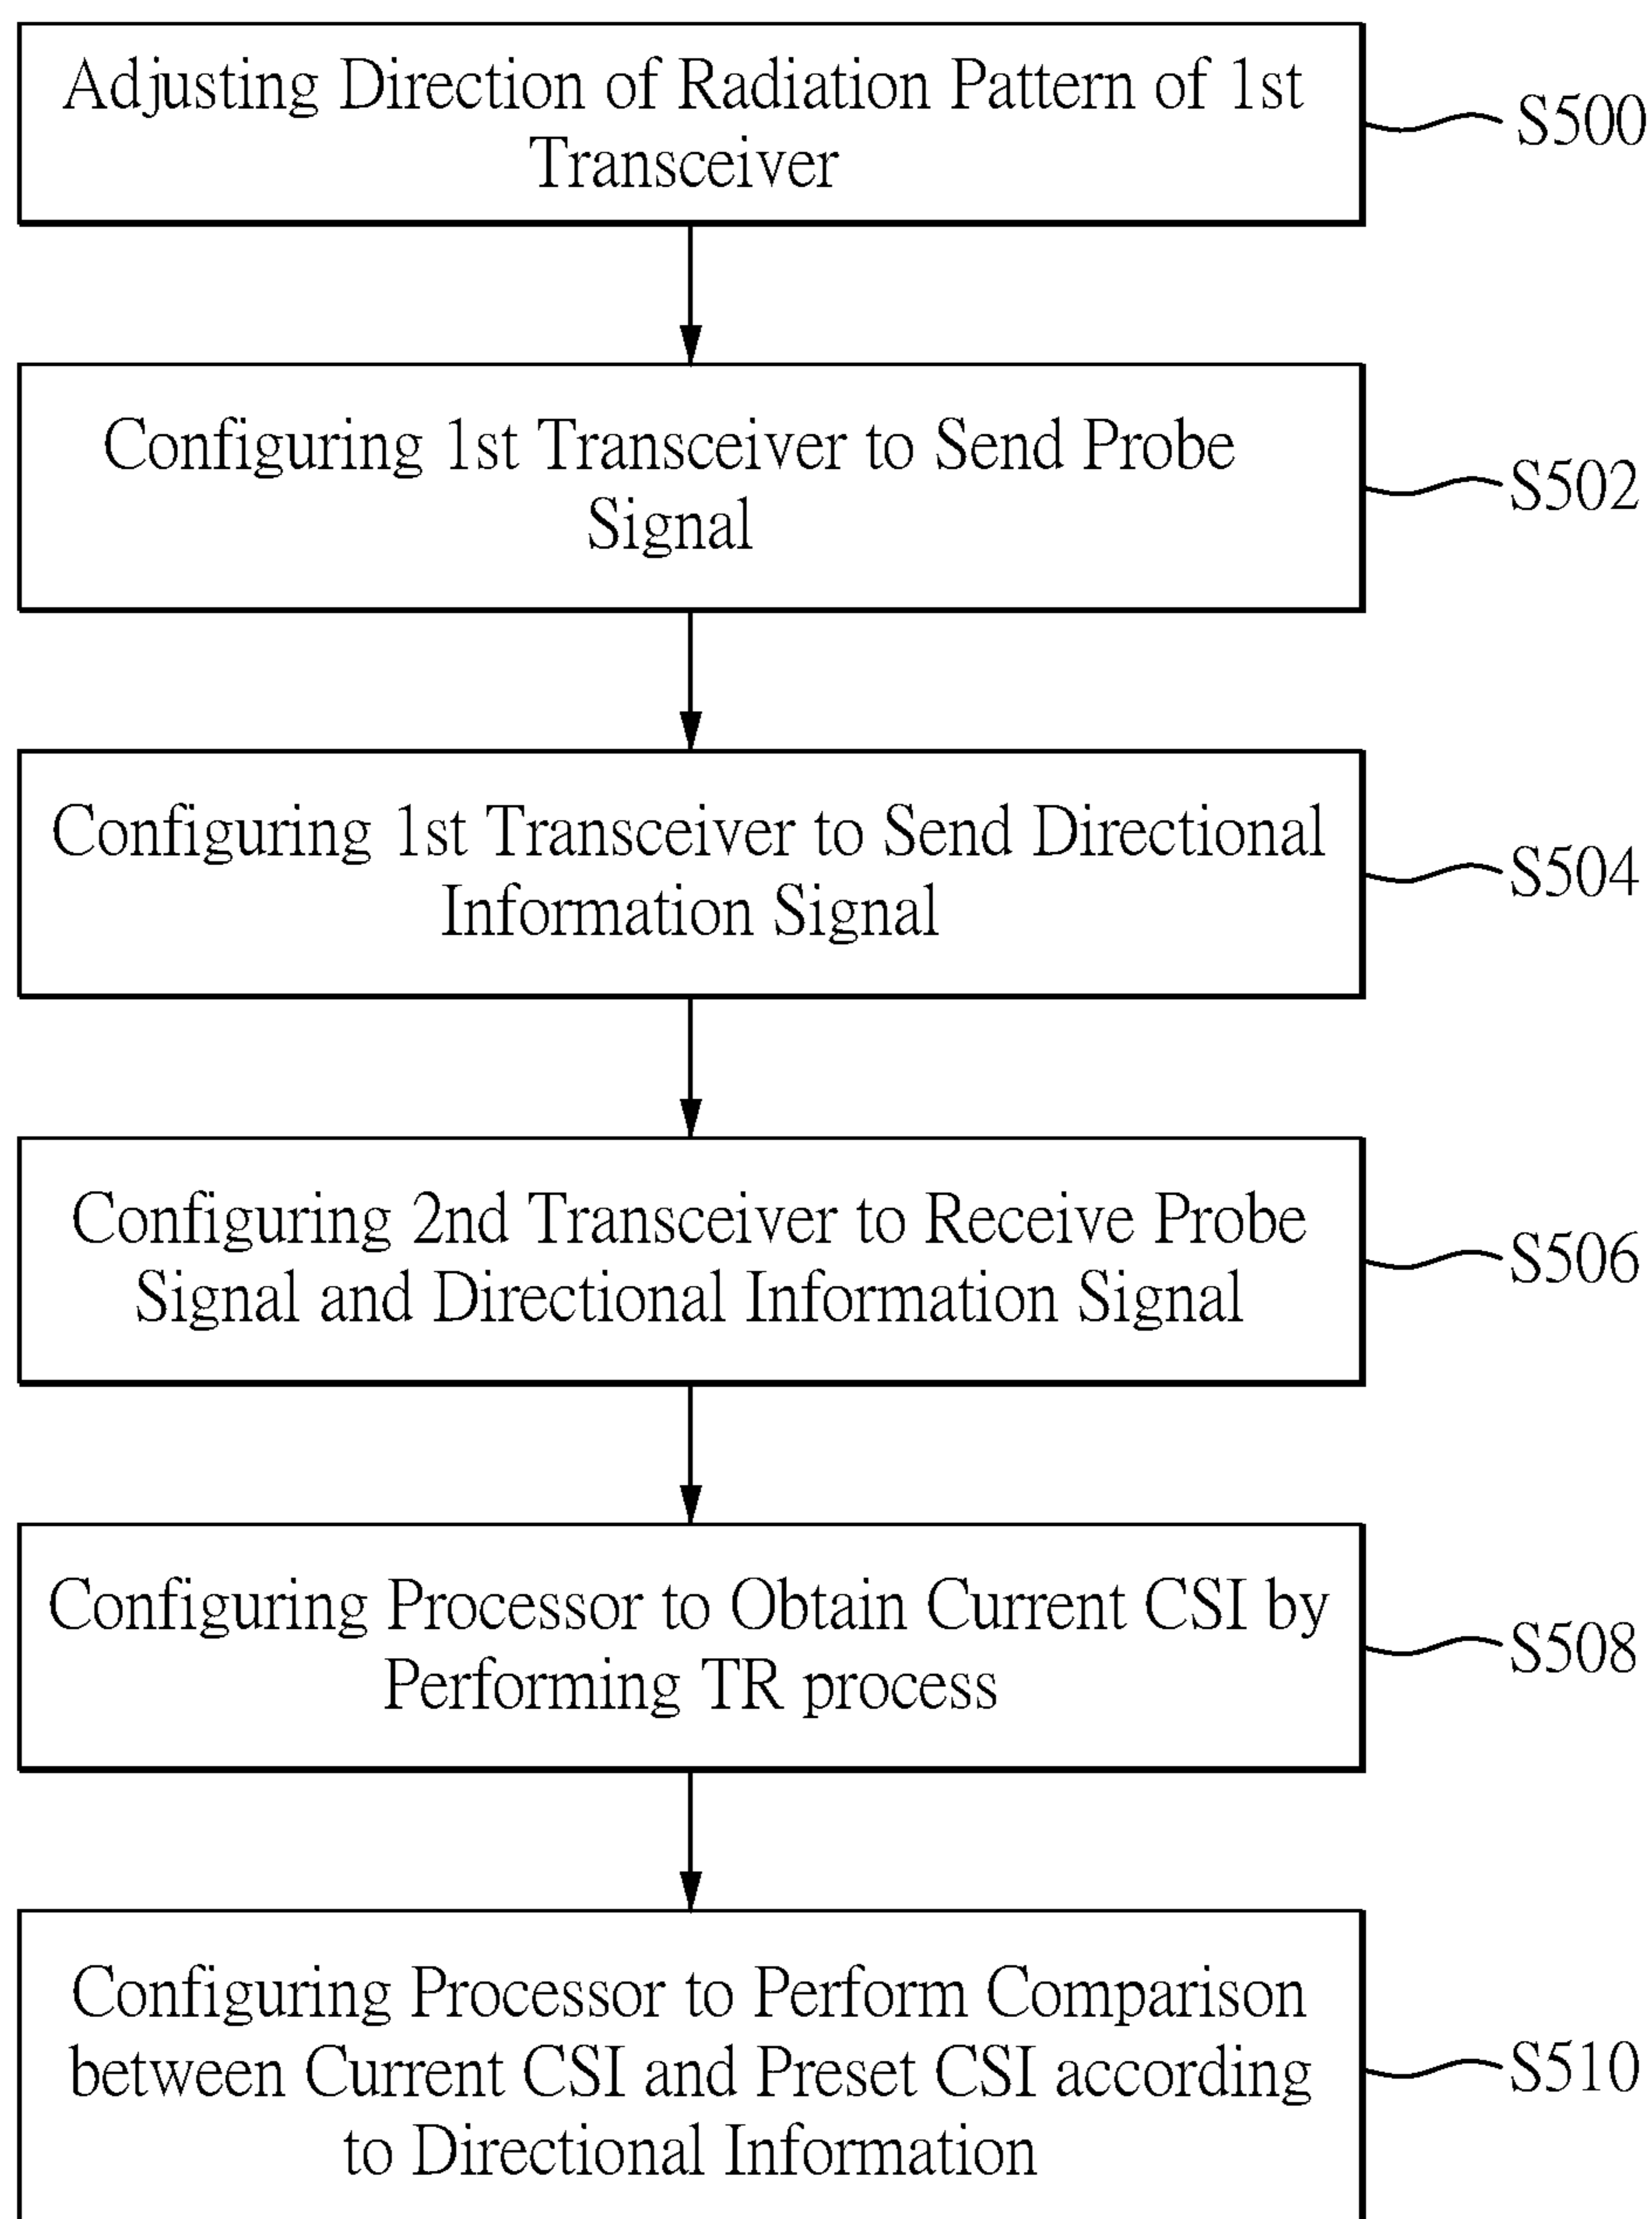 Adjusting Direction of Radiation Pattern of 1st
Transceiver
S500
Configuring 1st Transceiver to Send Probe
Signal
S502
Configuring 1st Transceiver to Send Directional
Information Signal
S504
Configuring 2nd Transceiver to Receive Probe
Signal and Directional Information Signal
S506
Configuring Processor to Obtain Current CSI by
Performing TR process
S508
Configuring Processor to Perform Comparison
between Current CSI and Preset CSI according
to Directional Information
S510